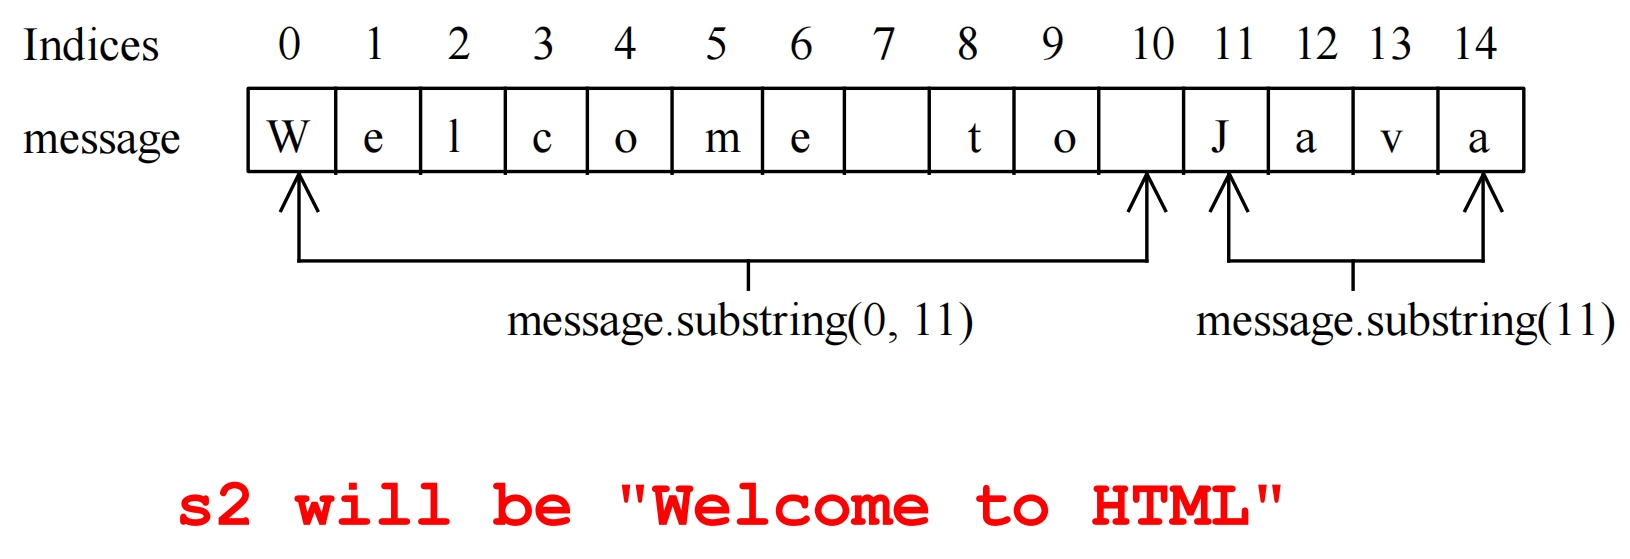 Indices 0 1 2 3 4 5 6 7 8 9 10 11 12 13 14
message W e l c o m e t o J a v a
message.substring(0, 11) message.substring(11)
s2 will be "Welcome to HTML"